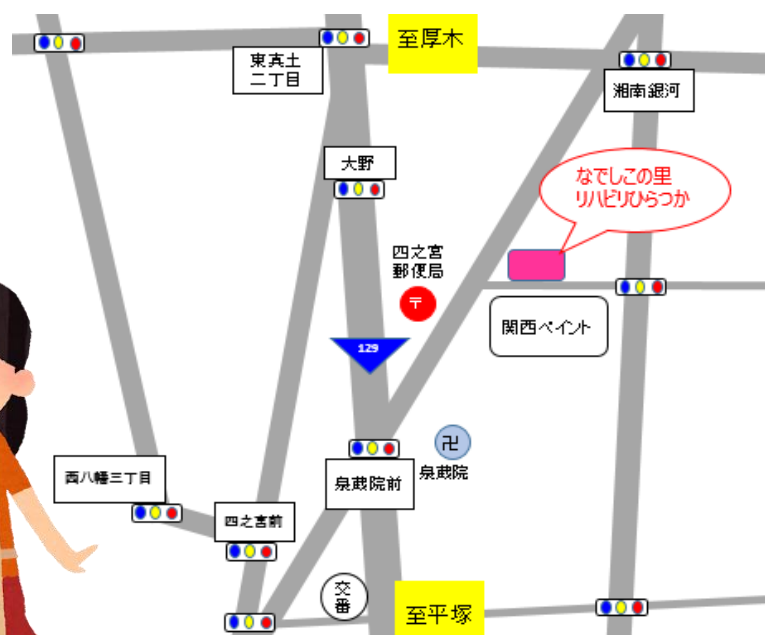 至厚木
東真土
二丁目
湘南銀河
大野
なでしこの里
リハビリひらつか
四之宮
郵便局
〒
関西ペイント
129
卍
泉蔵院
西八幡三丁目
泉蔵院前
四之宮前
交
番
至平塚